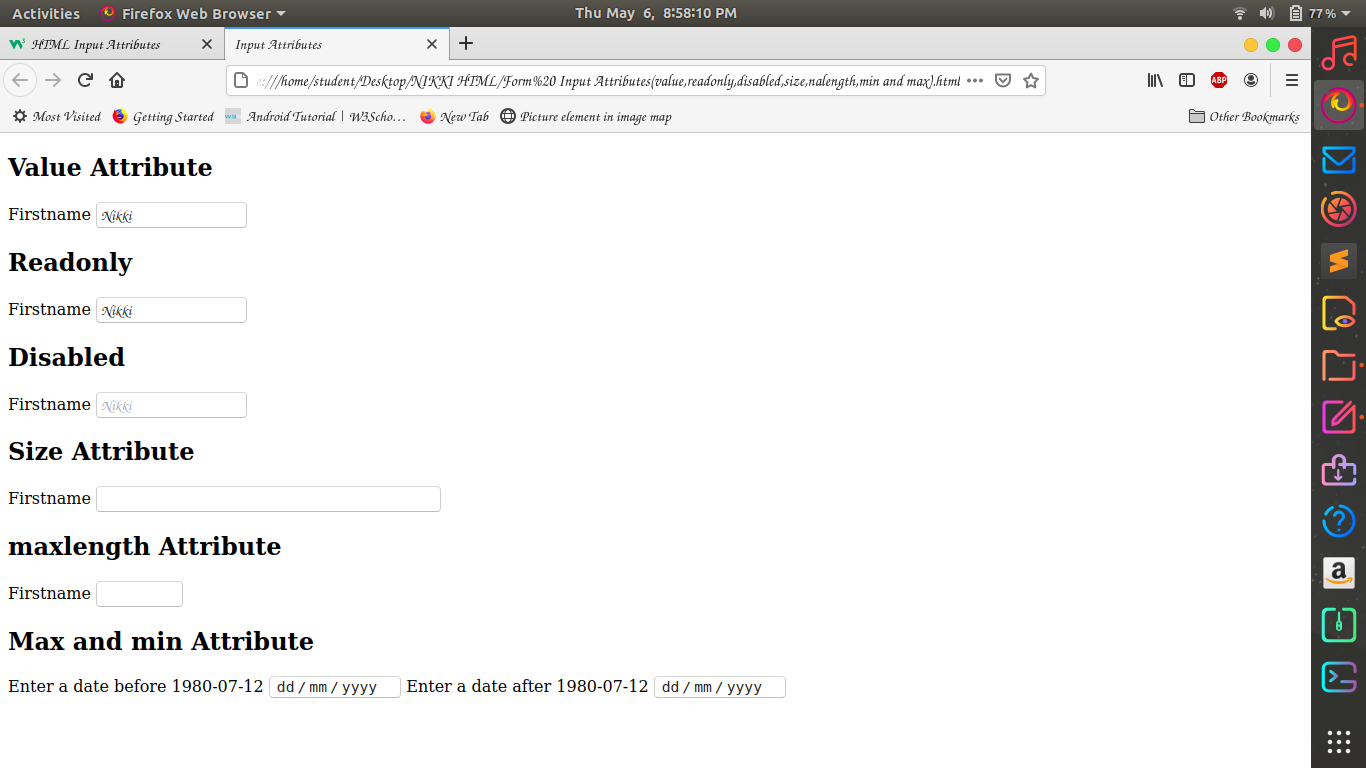 Activities Firefox Web Browser Thu May 6, 8:58:10 PM 77%
HTML Input Attributes Input Attributes
:///home/student/Desktop/NIKKI HTML/Form%20 Input Attributes(value,readonly,disabled,size,nalength,min and max).html ABP
Most Visited Getting Started Android Tutorial | W3Scho… New Tab Picture element in image map Other Bookmarks
Value Attribute
Firstname Nikki
Readonly
Firstname Nikki
Disabled
Firstname Nikki
Size Attribute
Firstname
maxlength Attribute
Firstname
Max and min Attribute
Enter a date before 1980-07-12 dd / mm / yyyy Enter a date after 1980-07-12 dd / mm / yyyy